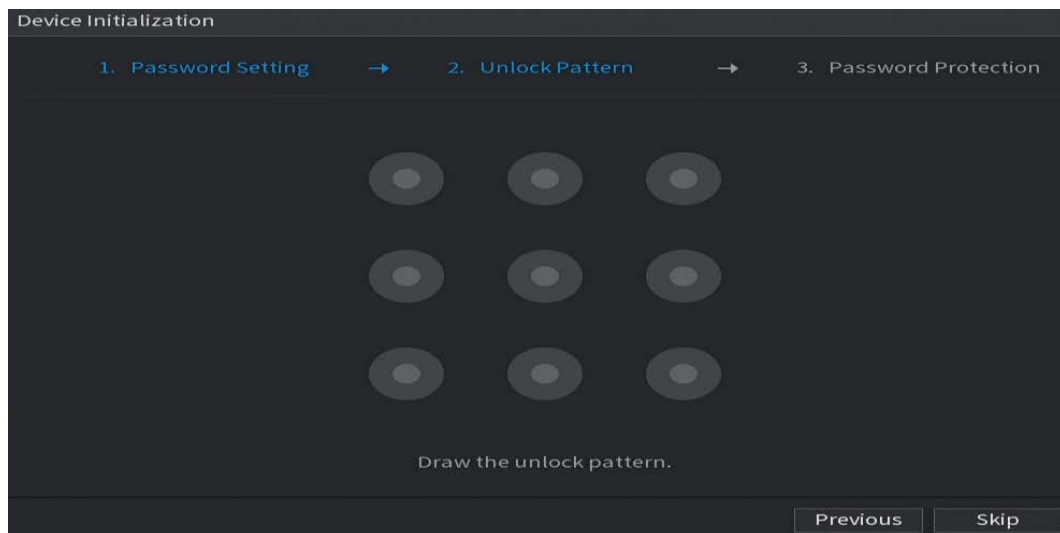 Device Initialization
1. Password Setting → 2. Unlock Pattern → 3. Password Protection
Draw the unlock pattern.
Previous Skip